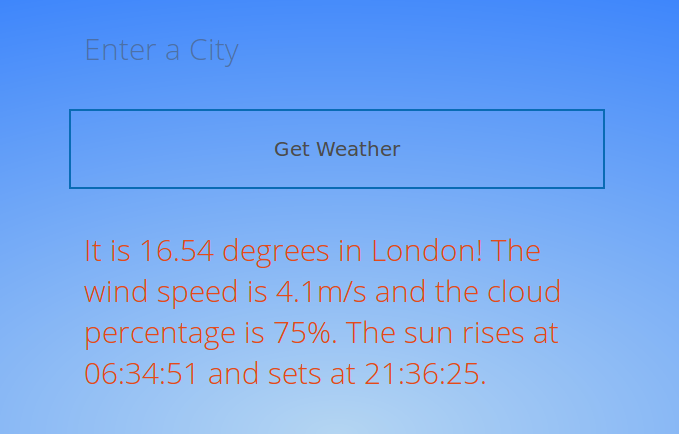 Enter a City
Get Weather
It is 16.54 degrees in London! The
wind speed is 4.1m/s and the cloud
percentage is 75%. The sun rises at
06:34:51 and sets at 21:36:25.